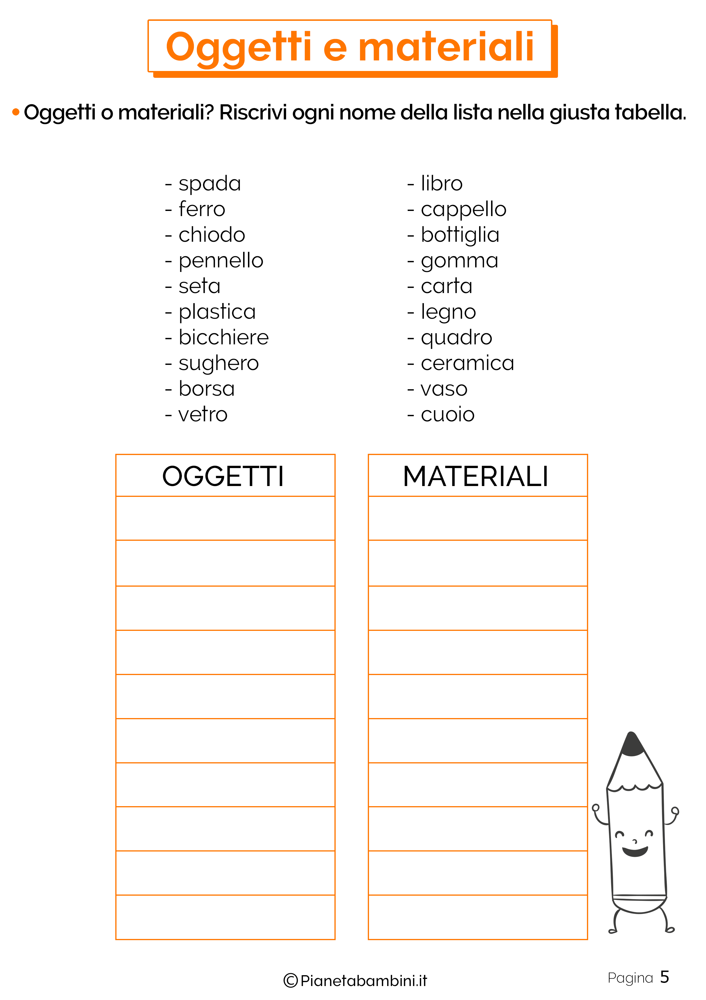 Oggetti e materiali
• Oggetti o materiali? Riscrivi ogni nome della lista nella giusta tabella.
- spada
- ferro
- chiodo
- pennello
- seta
- plastica
- bicchiere
- sughero
- borsa
- vetro
- libro
- cappello
- bottiglia
- gomma
- carta
- legno
- quadro
- ceramica
- vaso
- cuoio
OGGETTI
MATERIALI
©Pianetabambini.it
Pagina 5